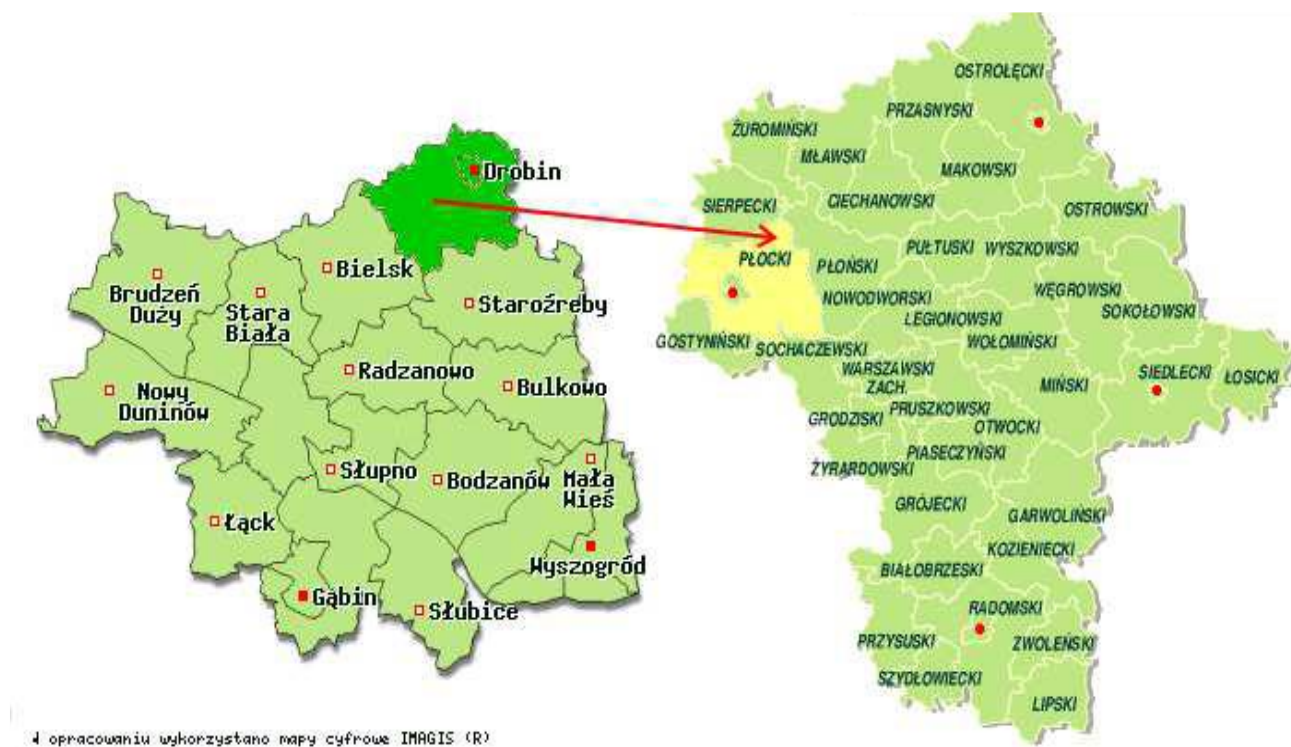 Drobin
Bielsk
Brudzeń
Duży
Stara
Biała
Staroźreby
Radzanowo
Bulkowo
Nowy
Duninów
Słupno
Bodzanów
Mała
Wieś
Łąck
Wyszogród
Gąbin
Słubice
opracowaniu wykorzystano mapy cyfrowe IMAGIS (R)
OSTROŁĘCKI
PRZASNYSKI
ŻUROMIŃSKI
MŁAWSKI
MAKOWSKI
SIERPECKI
CIECHANOWSKI
OSTROWSKI
PŁOCKI
PŁOŃSKI
PUŁTUSKI
WYSZKOWSKI
NOWODWORSKI
WĘGROWSKI
SOKOŁOWSKI
LEGIONOWSKI
GOSTYNIŃSKI
SOCHACZEWSKI
WOŁOMIŃSKI
WARSZAWSKI
ZACH.
MIŃSKI
SIEDLECKI
ŁOSICKI
GRODZISKI
PRUSZKOWSKI
OTWOCKI
PIASECZYŃSKI
ŻYRARDOWSKI
GRÓJECKI
GARWOLIŃSKI
KOZIENICKI
BIAŁOBRZESKI
RADOMSKI
PRZYSUSKI
ZWOLEŃSKI
SZYDŁOWIECKI
LIPSKI